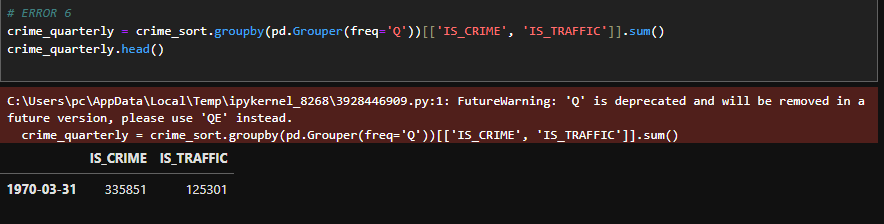 # ERROR 6
crime_quarterly = crime_sort.groupby(pd.Grouper(freq='Q'))[['IS_CRIME', 'IS_TRAFFIC']].sum()
crime_quarterly.head()
C:\Users\pc\AppData\Local\Temp\ipykernel_8268\3928446909.py:1: FutureWarning: 'Q' is deprecated and will be removed in a
future version, please use 'QE' instead.
  crime_quarterly = crime_sort.groupby(pd.Grouper(freq='Q'))[['IS_CRIME', 'IS_TRAFFIC']].sum()
IS_CRIME IS_TRAFFIC
1970-03-31 335851 125301